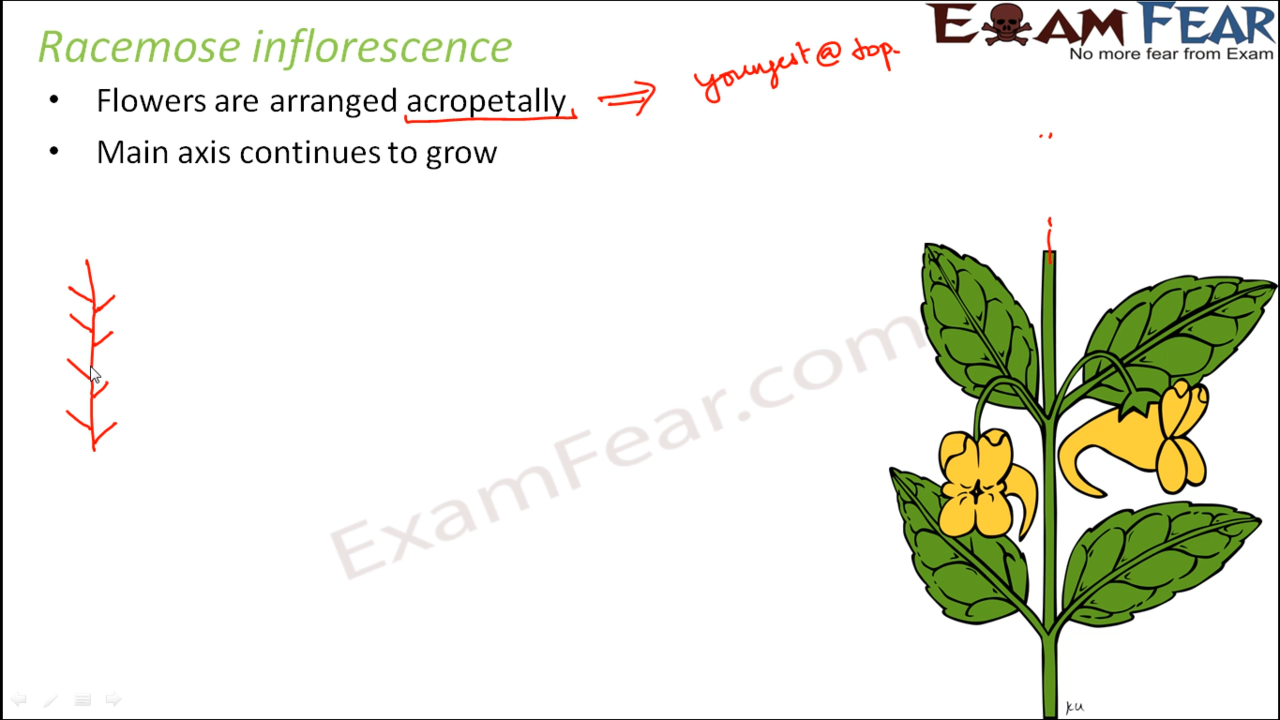 EXAM FEAR
No more fear from Exam
Racemose inflorescence
youngest @ top.
• Flowers are arranged acropetally
• Main axis continues to grow
ExamFear.com